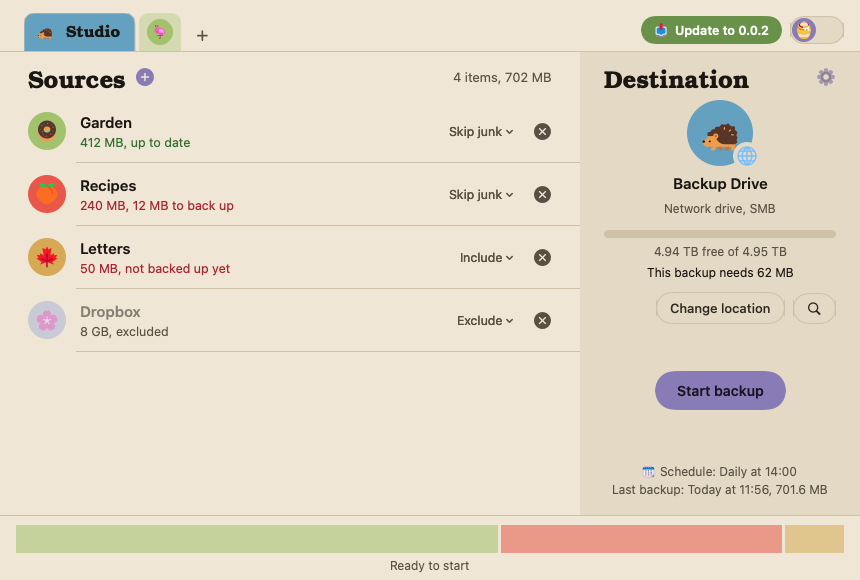 Studio
+
Update to 0.0.2
Sources
4 items, 702 MB
Garden
412 MB, up to date
Skip junk
Recipes
240 MB, 12 MB to back up
Skip junk
Letters
50 MB, not backed up yet
Include
Dropbox
8 GB, excluded
Exclude
Destination
Backup Drive
Network drive, SMB
4.94 TB free of 4.95 TB
This backup needs 62 MB
Change location
Start backup
Schedule: Daily at 14:00
Last backup: Today at 11:56, 701.6 MB
Ready to start